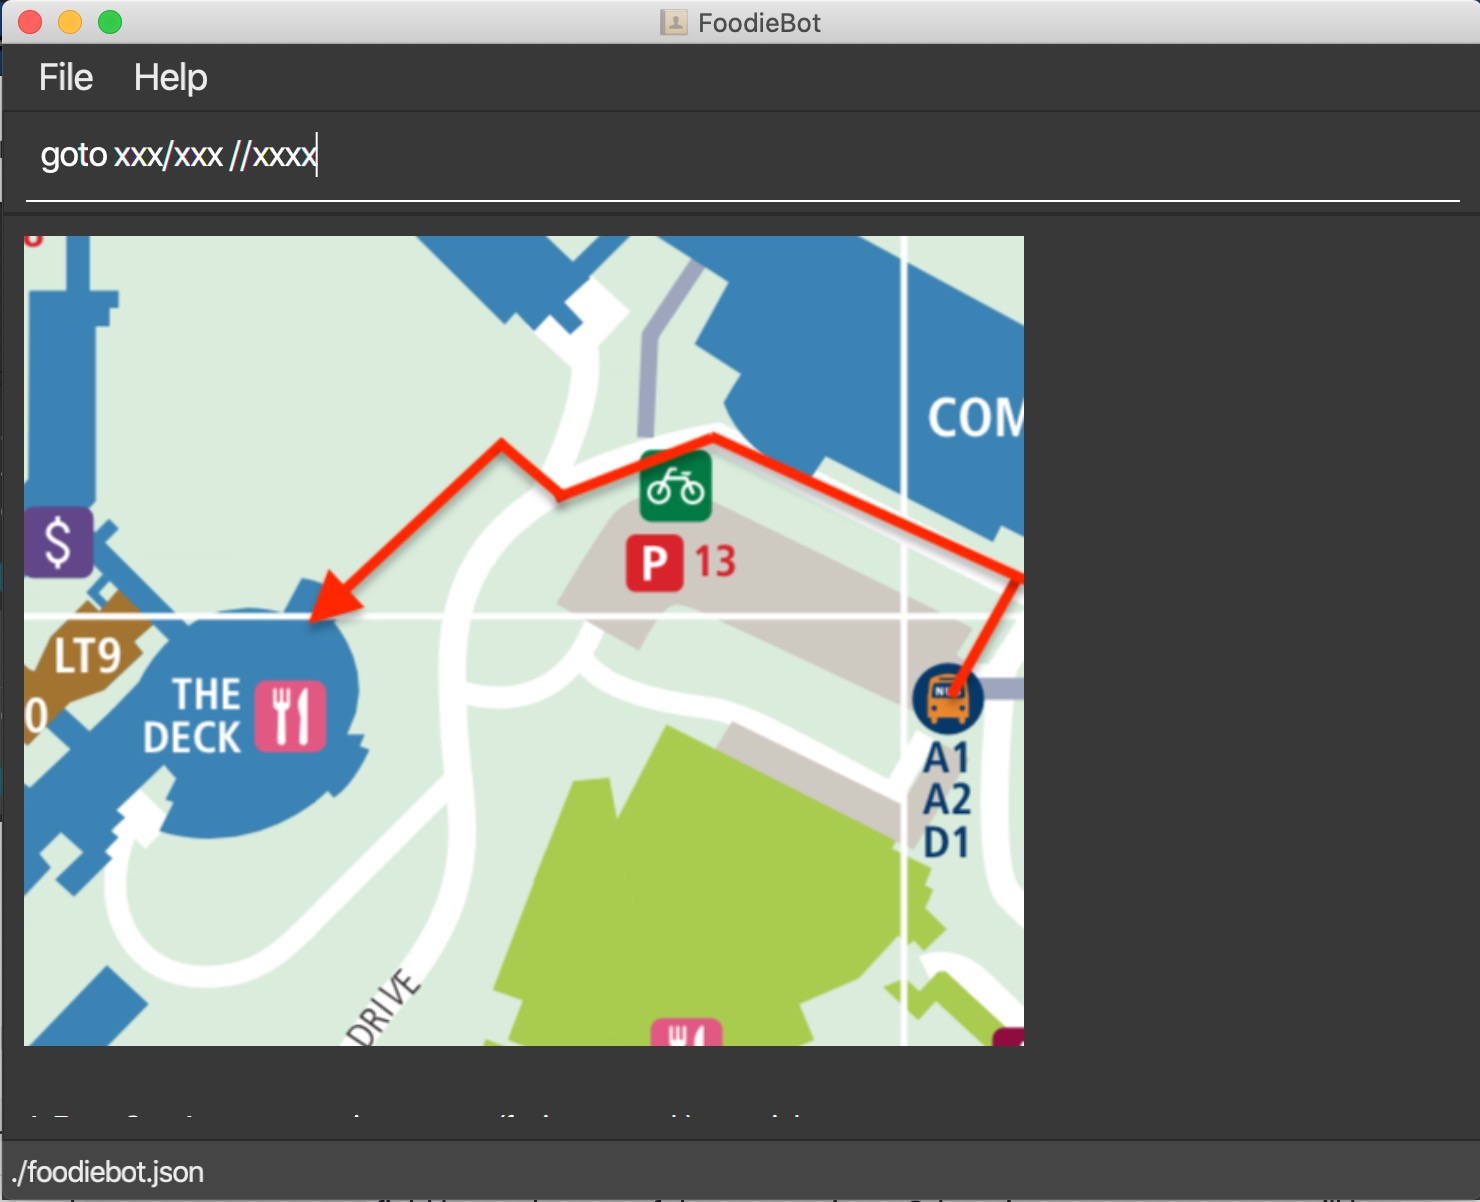 FoodieBot
File Help
goto xxx/xxx //xxxx
COM
$
P 13
LT9
0
THE
DECK
NU
A1
A2
D1
DRIVE
./foodiebot.json